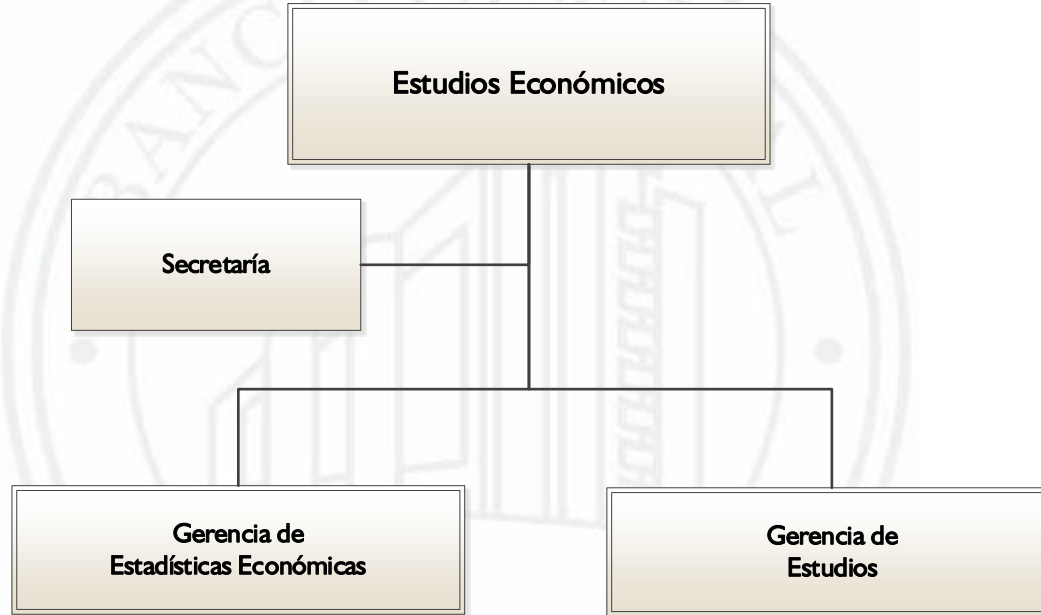 Estudios Económicos
Secretaría
Gerencia de
Estadísticas Económicas
Gerencia de
Estudios